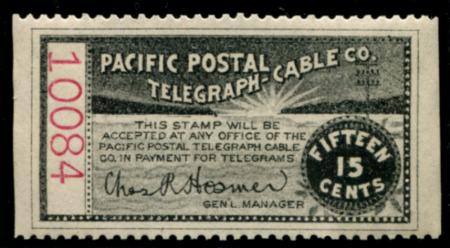 10084
PACIFIC POSTAL
TELEGRAPH-CABLE CO.
THIS STAMP WILL BE
ACCEPTED AT ANY OFFICE OF THE
PACIFIC POSTAL TELEGRAPH CABLE
CO. IN PAYMENT FOR TELEGRAMS
Chas R Hosmer
GEN'L. MANAGER
FIFTEEN
15
CENTS